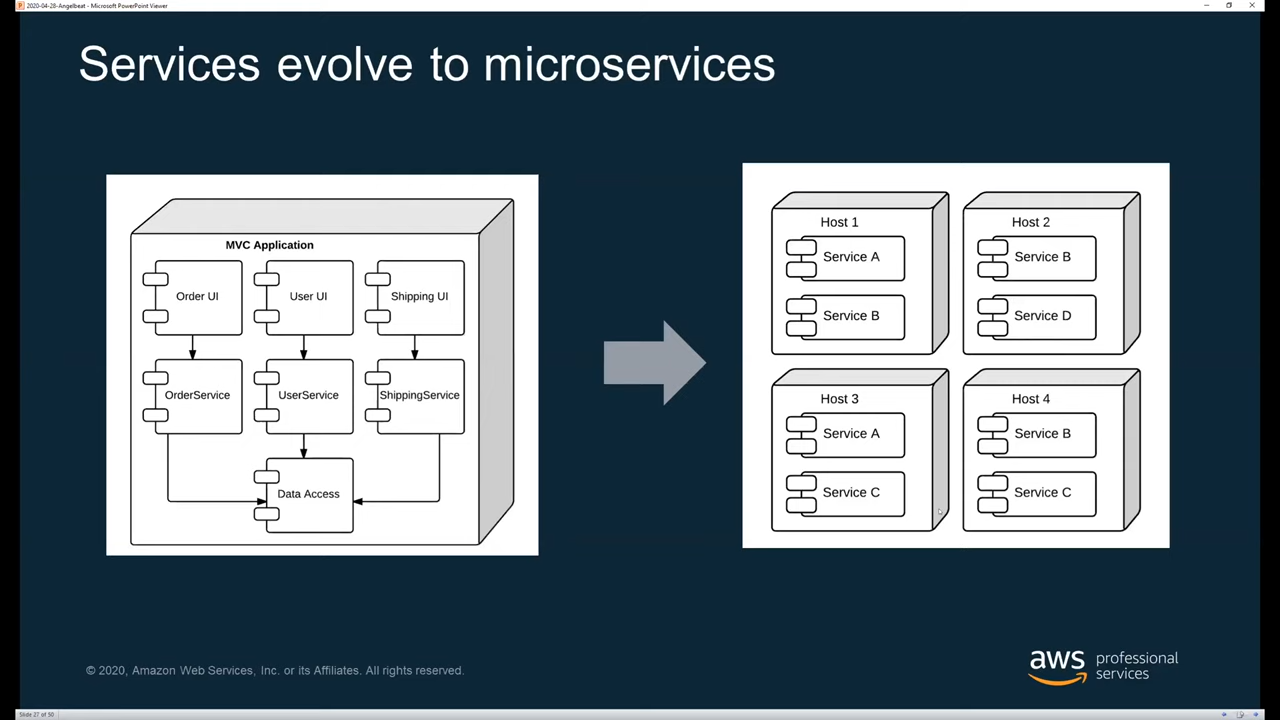 2020-04-28-Angelbeat - Microsoft PowerPoint Viewer
Services evolve to microservices
MVC Application
Order UI
User UI
Shipping UI
OrderService
UserService
ShippingService
Data Access
Host 1
Service A
Service B
Host 2
Service B
Service D
Host 3
Service A
Service C
Host 4
Service B
Service C
© 2020, Amazon Web Services, Inc. or its Affiliates. All rights reserved.
aws professional services
Slide 27 of 50